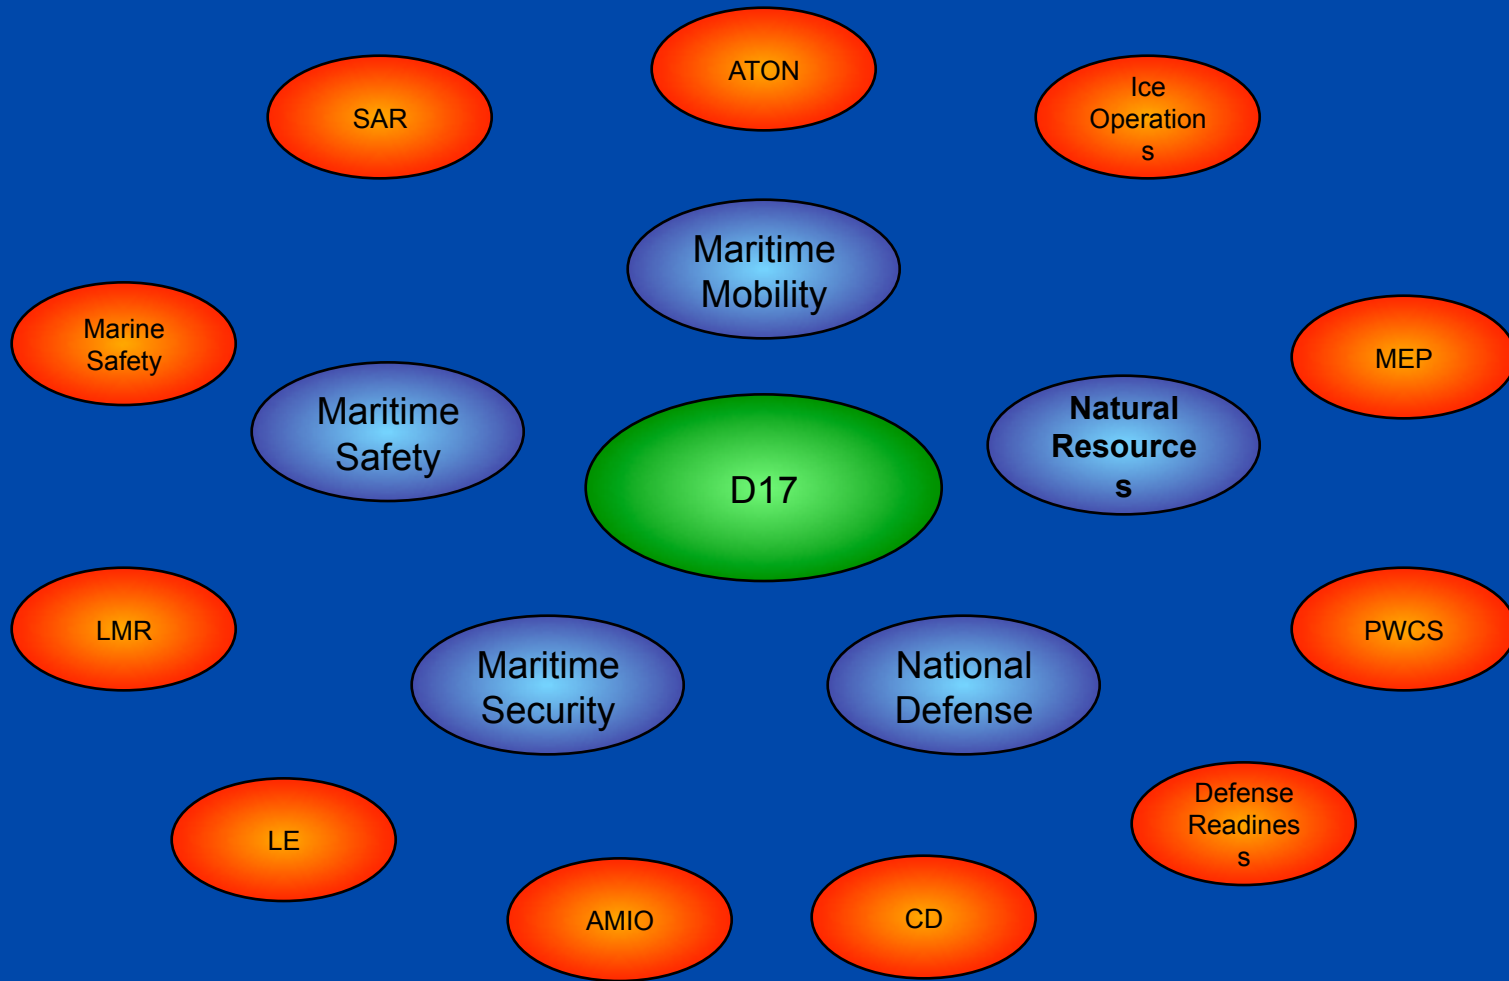 ATON
SAR
Ice
Operation
s
Maritime
Mobility
Marine
Safety
MEP
Maritime
Safety
Natural
Resource
s
D17
LMR
PWCS
Maritime
Security
National
Defense
LE
Defense
Readines
s
AMIO
CD